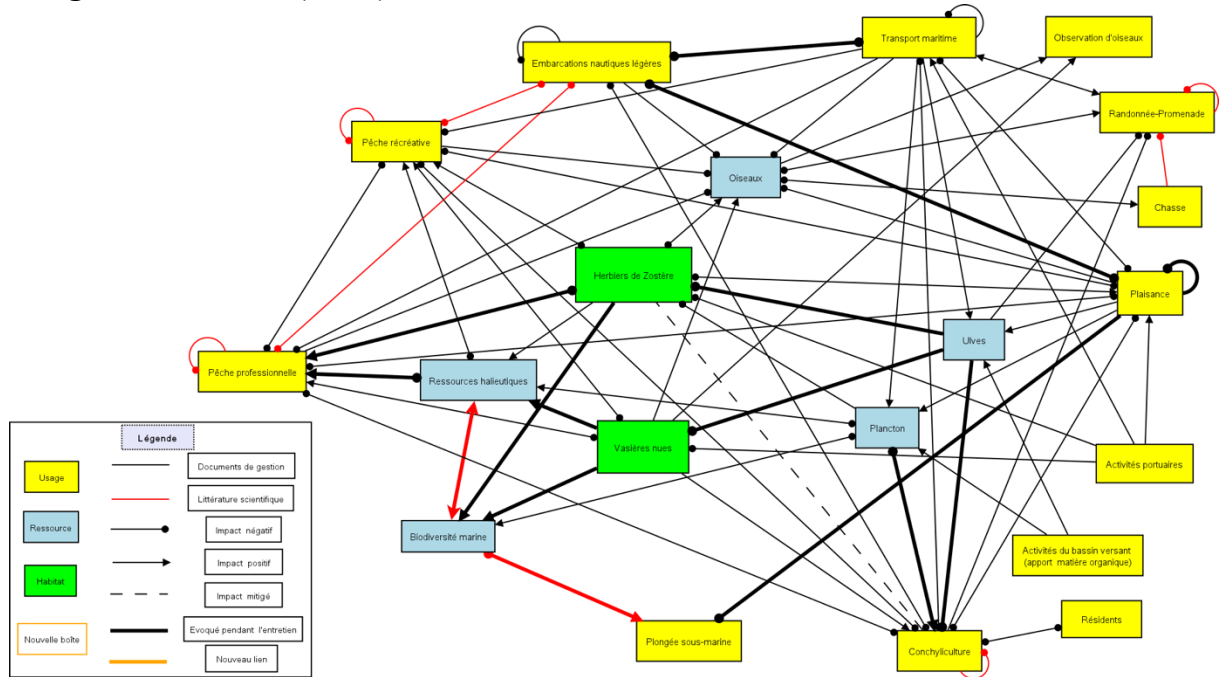 Transport maritime
Observation d'oiseaux
Embarcations nautiques légères
Randonnée-Promenade
Pêche récréative
Oiseaux
Chasse
Herbiers de Zostère
Plaisance
Ulves
Pêche professionnelle
Ressources halieutiques
Plancton
Vasières nues
Activités portuaires
Biodiversité marine
Activités du bassin versant
(apport matière organique)
Résidents
Plongée sous-marine
Conchyliculture
Légende
Usage
Documents de gestion
Littérature scientifique
Ressource
Impact négatif
Impact positif
Habitat
Impact mitigé
Nouvelle boîte
Evoqué pendant l'entretien
Nouveau lien